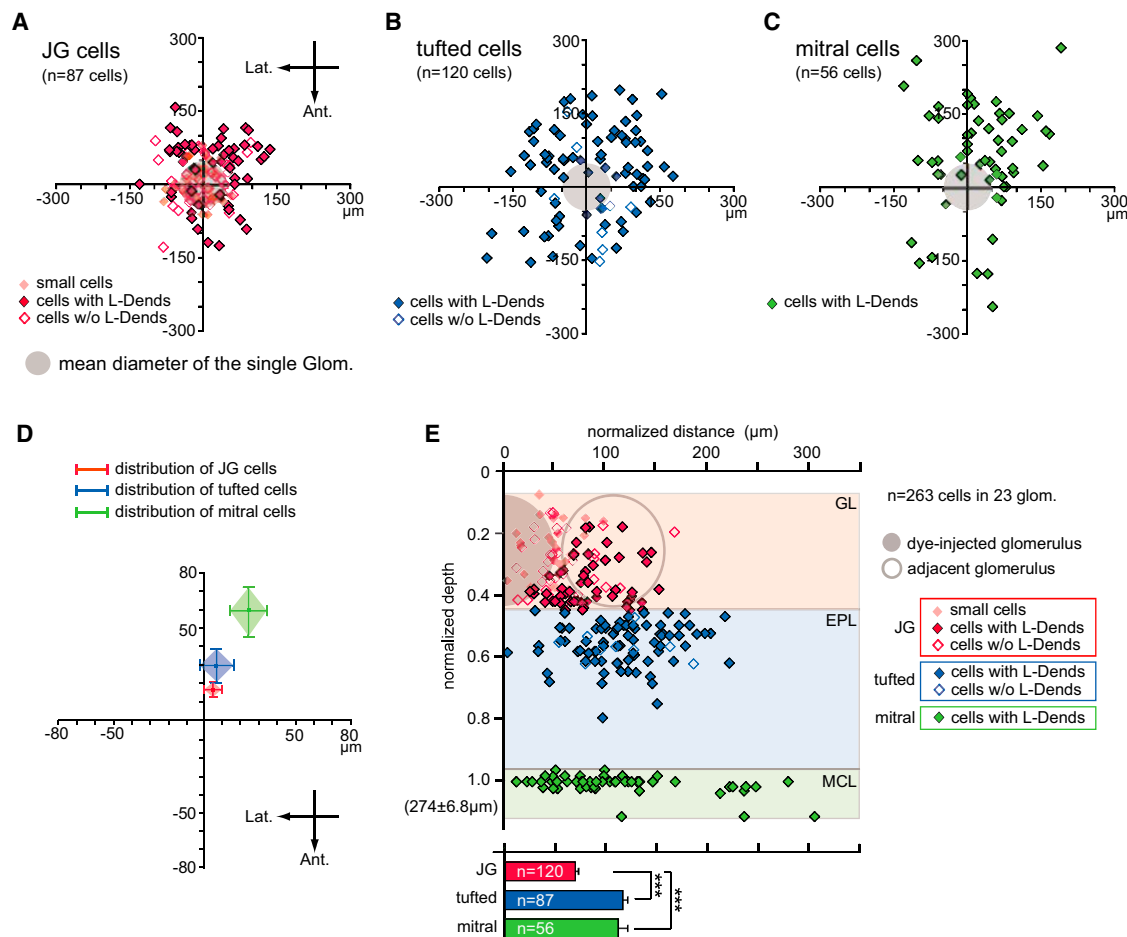 A
JG cells
(n=87 cells)
300
150
Lat.
Ant.
-300
-150
150
300
µm
-150
-300
small cells
cells with L-Dends
cells w/o L-Dends
mean diameter of the single Glom.
B
tufted cells
(n=120 cells)
300
150
-300
-150
150
300
µm
-150
-300
cells with L-Dends
cells w/o L-Dends
C
mitral cells
(n=56 cells)
300
150
-300
-150
150
300
µm
-150
-300
cells with L-Dends
D
distribution of JG cells
distribution of tufted cells
distribution of mitral cells
80
50
-80
-50
0
50
80
µm
0
-50
-80
Lat.
Ant.
E
normalized distance (µm)
0
100
200
300
normalized depth
0
0.2
0.4
0.6
0.8
1.0
(274±6.8µm)
GL
EPL
MCL
n=263 cells in 23 glom.
dye-injected glomerulus
adjacent glomerulus
JG
small cells
cells with L-Dends
cells w/o L-Dends
tufted
cells with L-Dends
cells w/o L-Dends
mitral
cells with L-Dends
JG
n=120
tufted
n=87
mitral
n=56
***
***